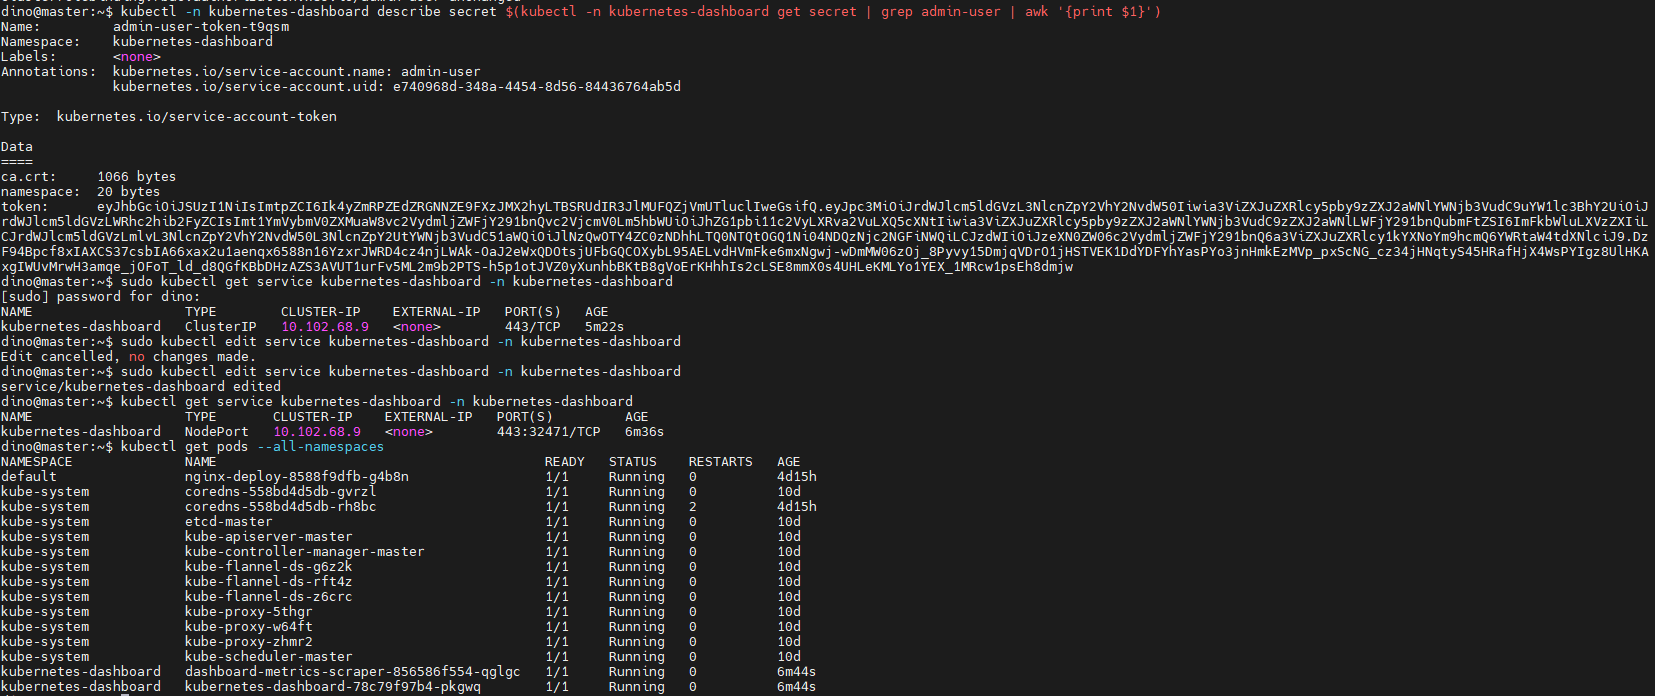 dino@master:~$ kubectl -n kubernetes-dashboard describe secret $(kubectl -n kubernetes-dashboard get secret | grep admin-user | awk '{print $1}')
Name:         admin-user-token-t9qsm
Namespace:    kubernetes-dashboard
Labels:       <none>
Annotations:  kubernetes.io/service-account.name: admin-user
              kubernetes.io/service-account.uid: e740968d-348a-4454-8d56-84436764ab5d

Type:  kubernetes.io/service-account-token

Data
====
ca.crt:     1066 bytes
namespace:  20 bytes
token:
dino@master:~$ sudo kubectl get service kubernetes-dashboard -n kubernetes-dashboard
[sudo] password for dino:
NAME                   TYPE        CLUSTER-IP    EXTERNAL-IP   PORT(S)   AGE
kubernetes-dashboard   ClusterIP   10.102.68.9   <none>        443/TCP   5m22s
dino@master:~$ sudo kubectl edit service kubernetes-dashboard -n kubernetes-dashboard
Edit cancelled, no changes made.
dino@master:~$ sudo kubectl edit service kubernetes-dashboard -n kubernetes-dashboard
service/kubernetes-dashboard edited
dino@master:~$ kubectl get service kubernetes-dashboard -n kubernetes-dashboard
NAME                   TYPE       CLUSTER-IP    EXTERNAL-IP   PORT(S)         AGE
kubernetes-dashboard   NodePort   10.102.68.9   <none>        443:32471/TCP   6m36s
dino@master:~$ kubectl get pods --all-namespaces
NAMESPACE              NAME                                         READY   STATUS    RESTARTS   AGE
default                nginx-deploy-8588f9dfb-g4b8n                 1/1     Running   0          4d15h
kube-system            coredns-558bd4d5db-gvrzl                     1/1     Running   0          10d
kube-system            coredns-558bd4d5db-rh8bc                     1/1     Running   2          4d15h
kube-system            etcd-master                                  1/1     Running   0          10d
kube-system            kube-apiserver-master                        1/1     Running   0          10d
kube-system            kube-controller-manager-master               1/1     Running   0          10d
kube-system            kube-flannel-ds-g6z2k                        1/1     Running   0          10d
kube-system            kube-flannel-ds-rft4z                        1/1     Running   0          10d
kube-system            kube-flannel-ds-z6crc                        1/1     Running   0          10d
kube-system            kube-proxy-5thgr                             1/1     Running   0          10d
kube-system            kube-proxy-w64ft                             1/1     Running   0          10d
kube-system            kube-proxy-zhmr2                             1/1     Running   0          10d
kube-system            kube-scheduler-master                        1/1     Running   0          10d
kubernetes-dashboard   dashboard-metrics-scraper-856586f554-qglgc   1/1     Running   0          6m44s
kubernetes-dashboard   kubernetes-dashboard-78c79f97b4-pkgwq        1/1     Running   0          6m44s